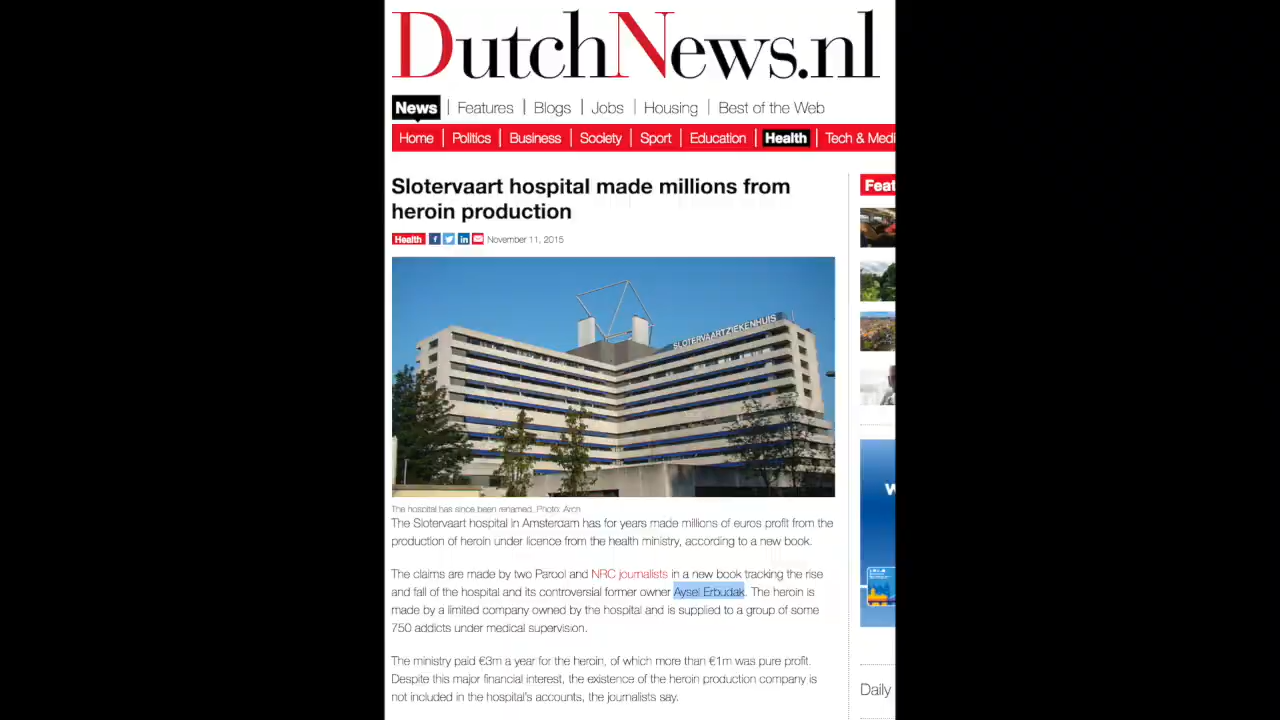 DutchNews.nl
News | Features | Blogs | Jobs | Housing | Best of the Web
Home | Politics | Business | Society | Sport | Education | Health | Tech & Medi
Slotervaart hospital made millions from
heroin production
Feat
Health f in November 11, 2015
SLOTERVAARTZIEKENHUIS
W
The hospital has since been renamed. Photo: Arch
The Slotervaart hospital in Amsterdam has for years made millions of euros profit from the
production of heroin under licence from the health ministry, according to a new book.
The claims are made by two Parool and NRC journalists in a new book tracking the rise
and fall of the hospital and its controversial former owner Aysel Erbudak. The heroin is
made by a limited company owned by the hospital and is supplied to a group of some
750 addicts under medical supervision.
The ministry paid €3m a year for the heroin, of which more than €1m was pure profit.
Despite this major financial interest, the existence of the heroin production company is
not included in the hospital's accounts, the journalists say.
Daily